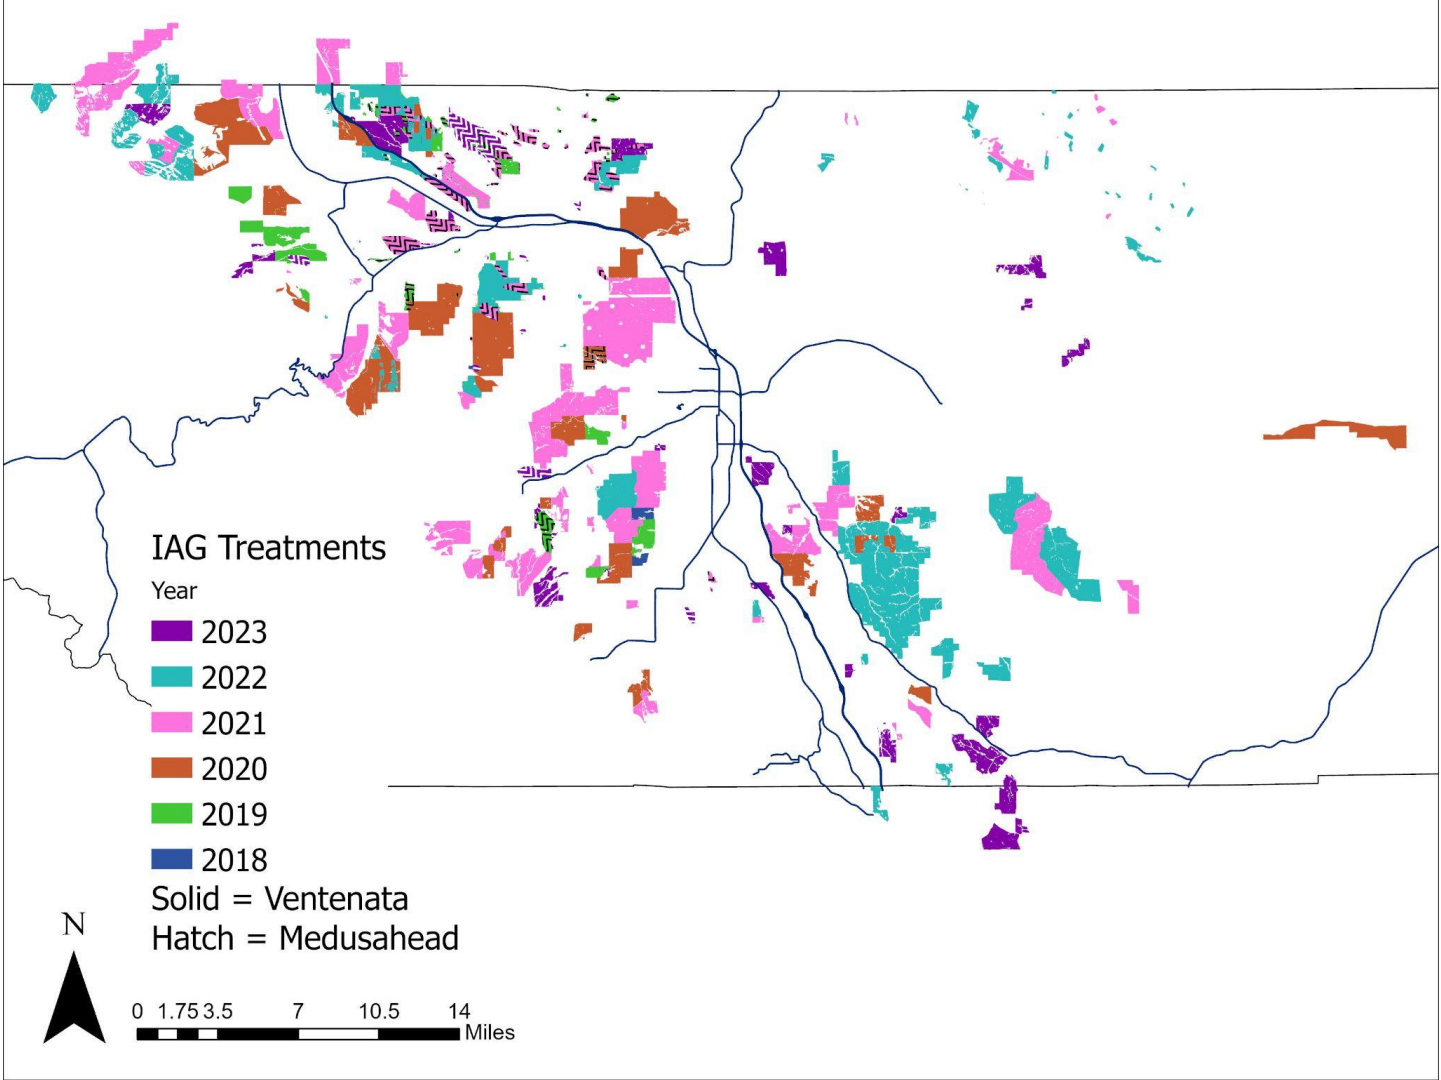 IAG Treatments
Year
2023
2022
2021
2020
2019
2018
Solid = Ventenata
Hatch = Medusahead
N
0 1.75 3.5 7 10.5 14
Miles